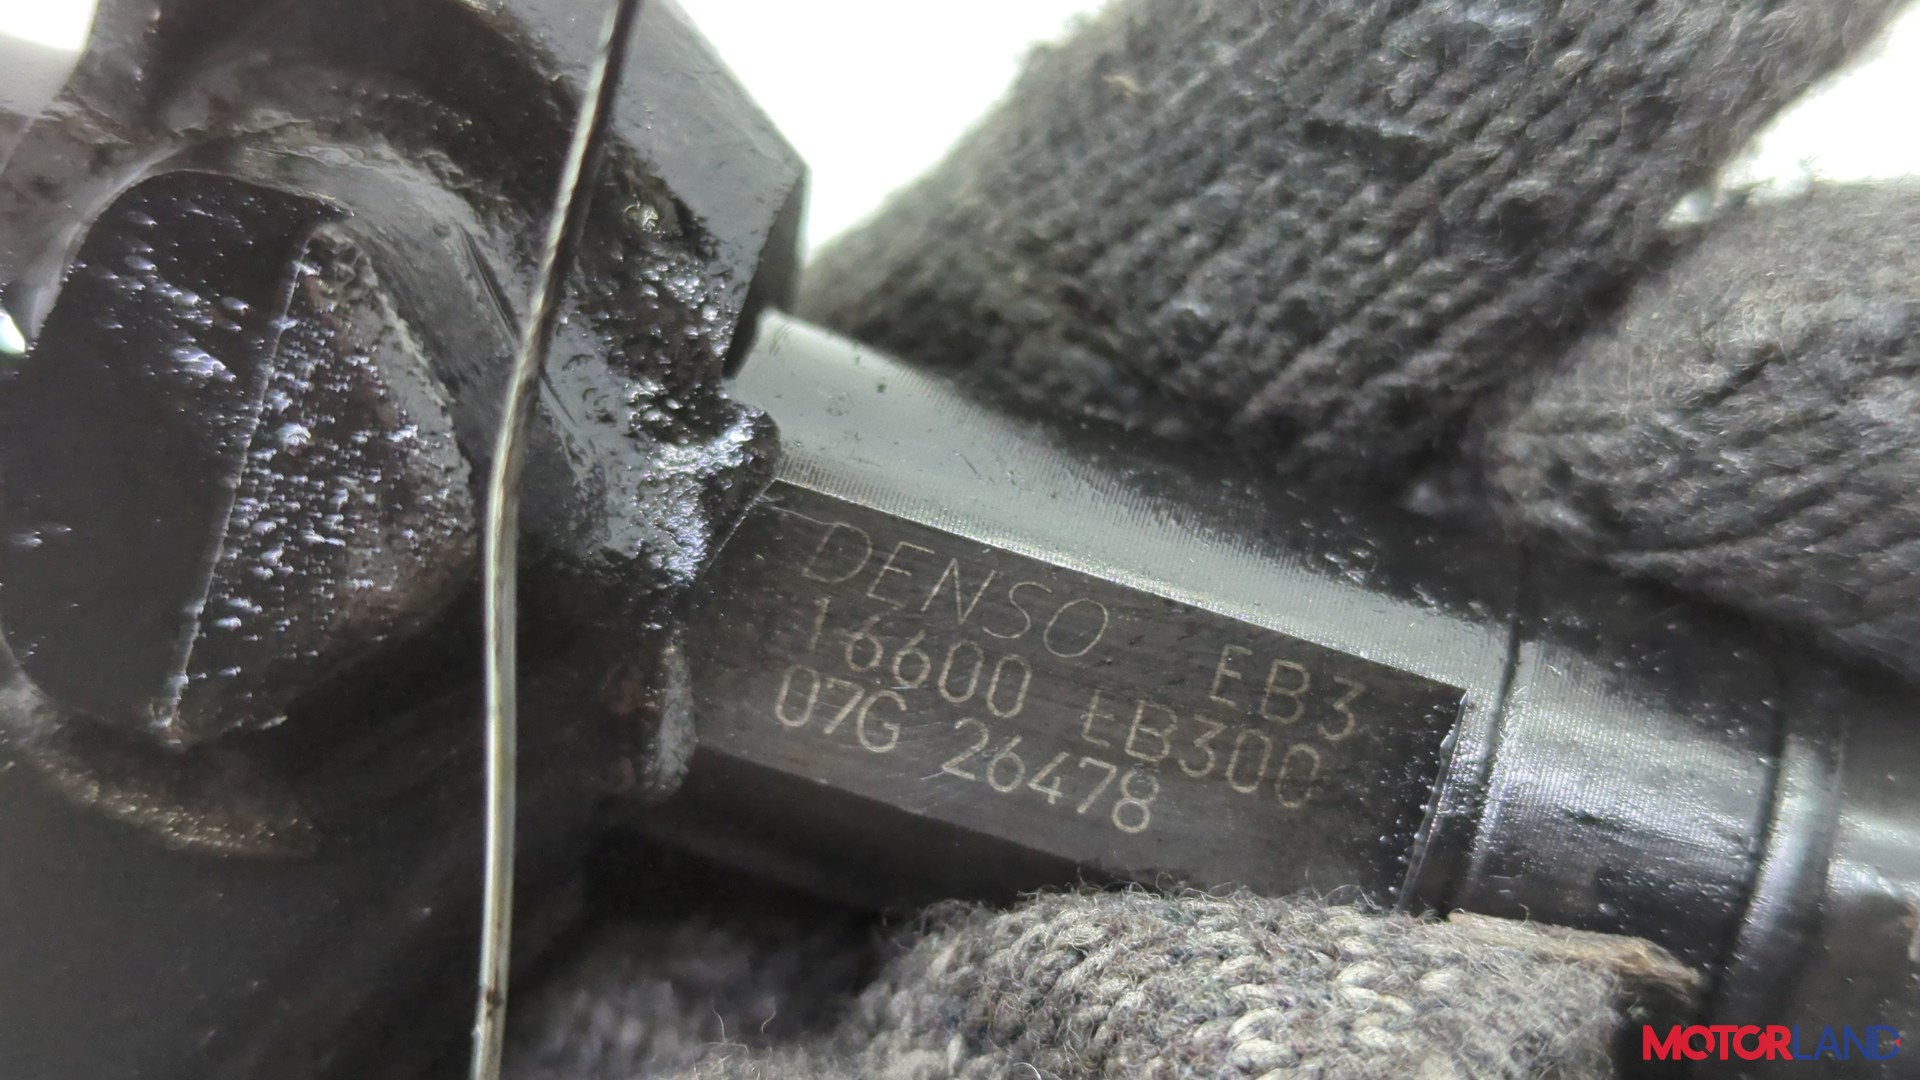 DENSO EB3
16600 EB300
07G 26478
MOTORLAND